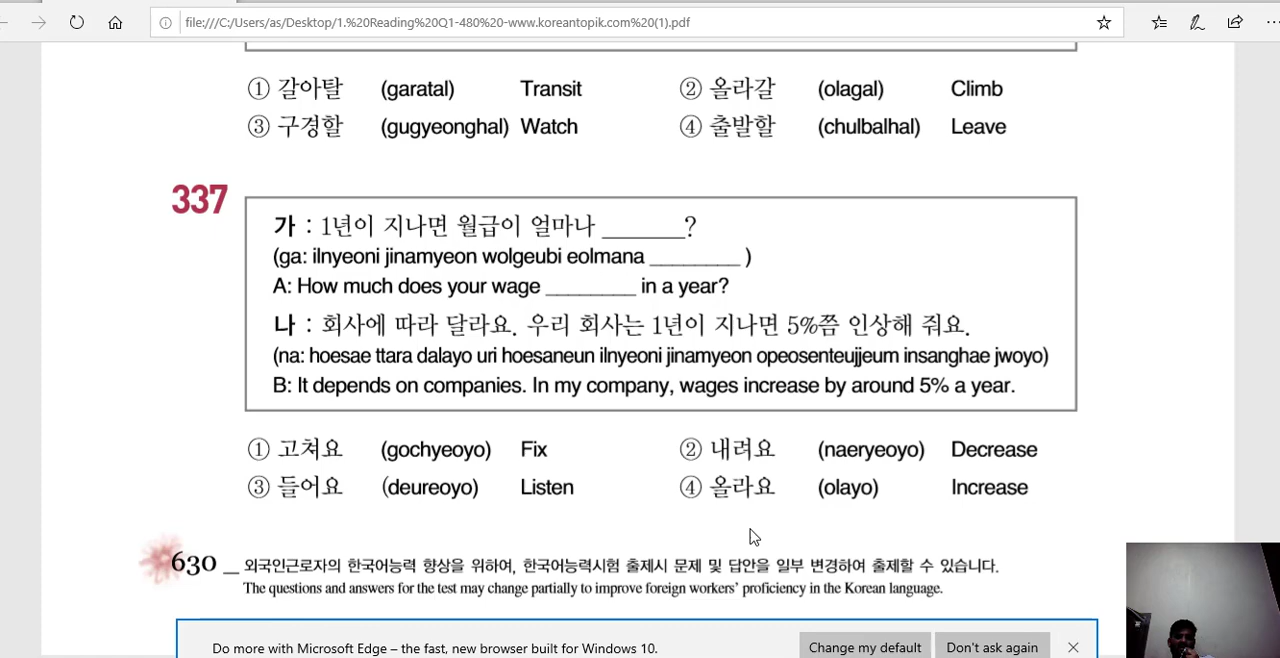 file:///C:/Users/as/Desktop/1.%20Reading%20Q1-480%20-www.koreantopik.com%20(1).pdf
① 갈아탈 (garatal) Transit ② 올라갈 (olagal) Climb
③ 구경할 (gugyeonghal) Watch ④ 출발할 (chulbalhal) Leave
337
가 : 1년이 지나면 월급이 얼마나 _______?
(ga: ilnyeoni jinamyeon wolgeubi eolmana ________ )
A: How much does your wage ________ in a year?
나 : 회사에 따라 달라요. 우리 회사는 1년이 지나면 5%쯤 인상해 줘요.
(na: hoesae ttara dalayo uri hoesaneun ilnyeoni jinamyeon opeosenteujjeum insanghae jwoyo)
B: It depends on companies. In my company, wages increase by around 5% a year.
① 고쳐요 (gochyeoyo) Fix ② 내려요 (naeryeoyo) Decrease
③ 들어요 (deureoyo) Listen ④ 올라요 (olayo) Increase
630 _ 외국인근로자의 한국어능력 향상을 위하여, 한국어능력시험 출제시 문제 및 답안을 일부 변경하여 출제할 수 있습니다.
The questions and answers for the test may change partially to improve foreign workers' proficiency in the Korean language.
Do more with Microsoft Edge – the fast, new browser built for Windows 10. Change my default Don't ask again